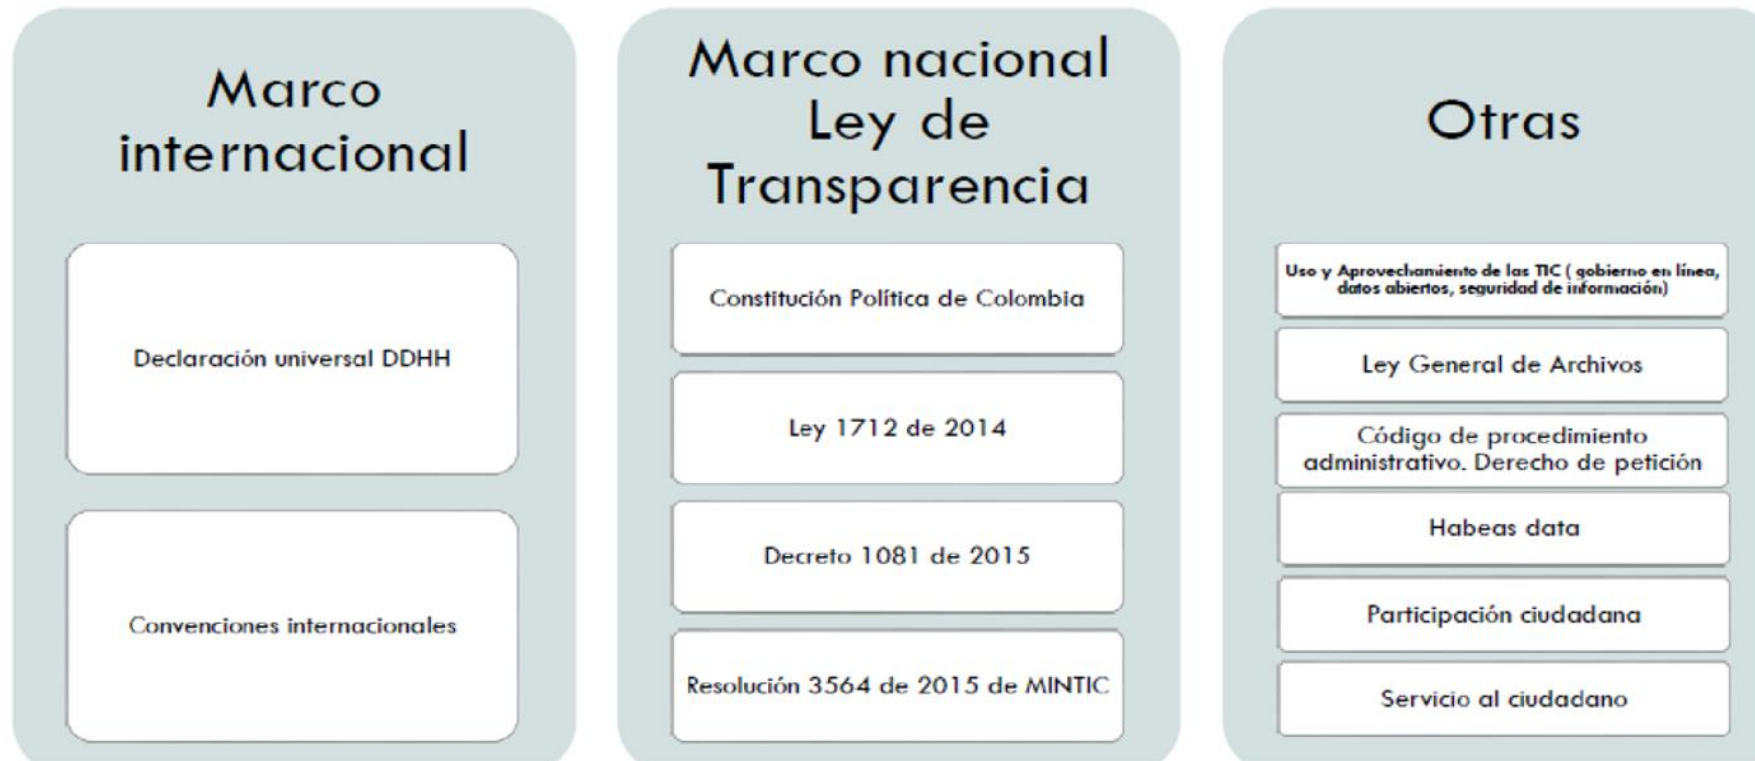 Marco
internacional
Declaración universal DDHH
Convenciones internacionales
Marco nacional
Ley de
Transparencia
Constitución Política de Colombia
Ley 1712 de 2014
Decreto 1081 de 2015
Resolución 3564 de 2015 de MINTIC
Otras
Uso y Aprovechamiento de las TIC ( gobierno en línea,
datos abiertos, seguridad de información)
Ley General de Archivos
Código de procedimiento
administrativo. Derecho de petición
Habeas data
Participación ciudadana
Servicio al ciudadano